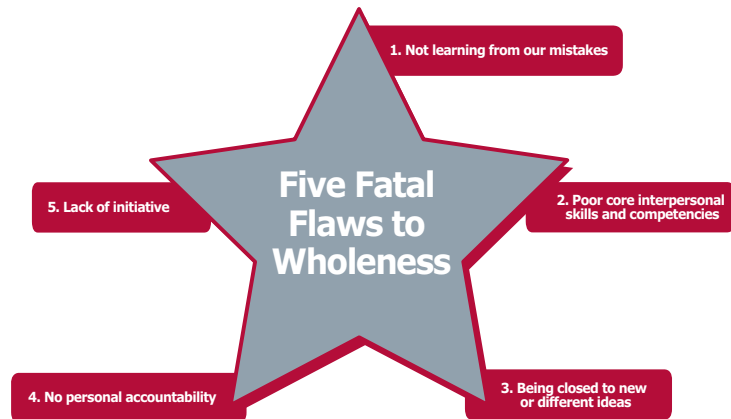 Five Fatal
Flaws to
Wholeness
1. Not learning from our mistakes
2. Poor core interpersonal
skills and competencies
3. Being closed to new
or different ideas
4. No personal accountability
5. Lack of initiative